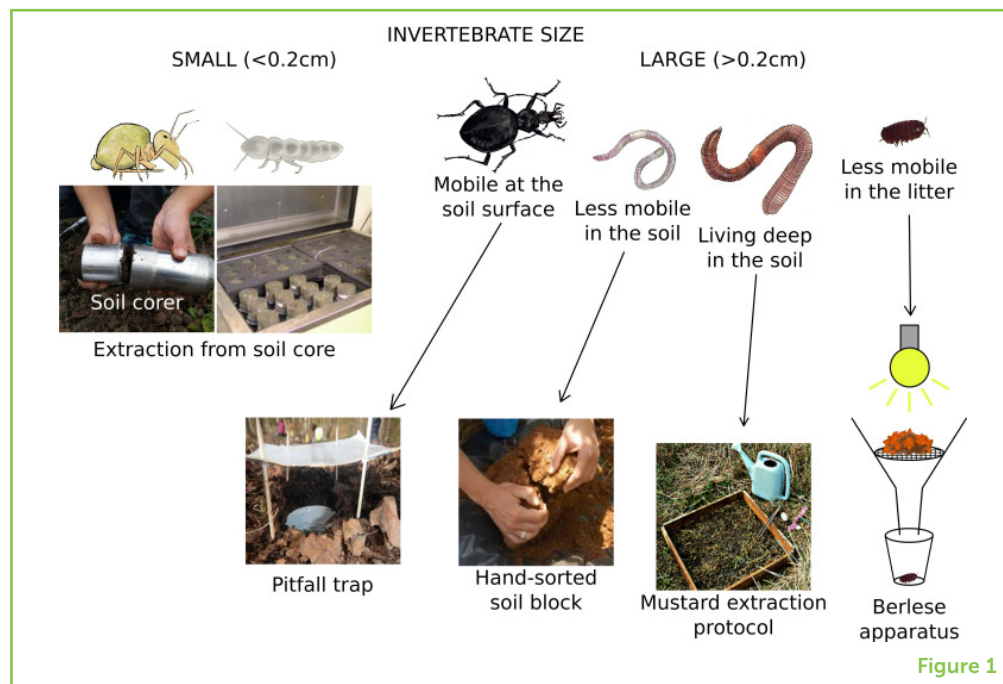 INVERTEBRATE SIZE
SMALL (<0.2cm)
LARGE (>0.2cm)
Mobile at the
soil surface
Less mobile
in the soil
Living deep
in the soil
Less mobile
in the litter
Soil corer
Extraction from soil core
Pitfall trap
Hand-sorted
soil block
Mustard extraction
protocol
Berlese
apparatus
Figure 1